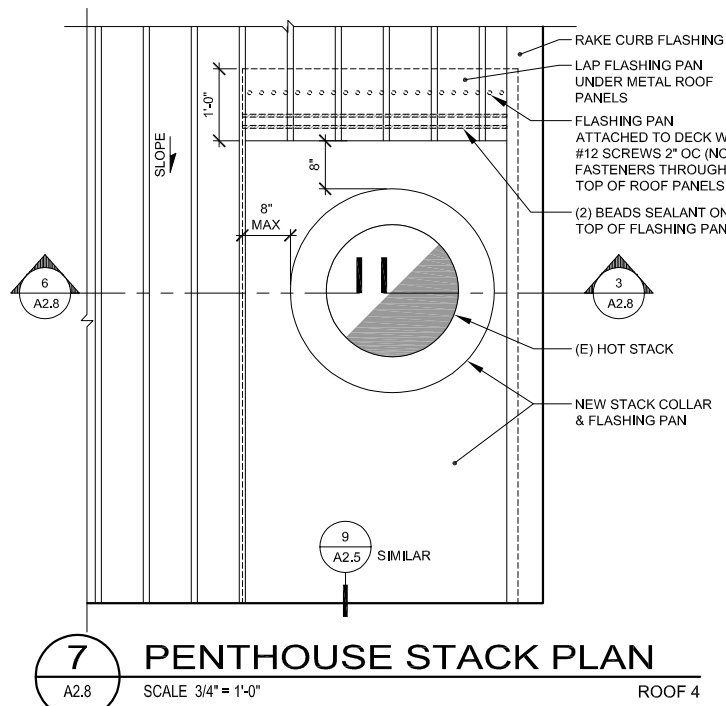 RAKE CURB FLASHING
LAP FLASHING PAN
UNDER METAL ROOF
PANELS
FLASHING PAN
ATTACHED TO DECK W
#12 SCREWS 2" OC (NO
FASTENERS THROUGH
TOP OF ROOF PANELS
(2) BEADS SEALANT ON
TOP OF FLASHING PAN
1'-0"
SLOPE
8"
8"
MAX
6
A2.8
3
A2.8
(E) HOT STACK
NEW STACK COLLAR
& FLASHING PAN
9
A2.5
SIMILAR
7
A2.8
PENTHOUSE STACK PLAN
SCALE 3/4" = 1'-0"
ROOF 4